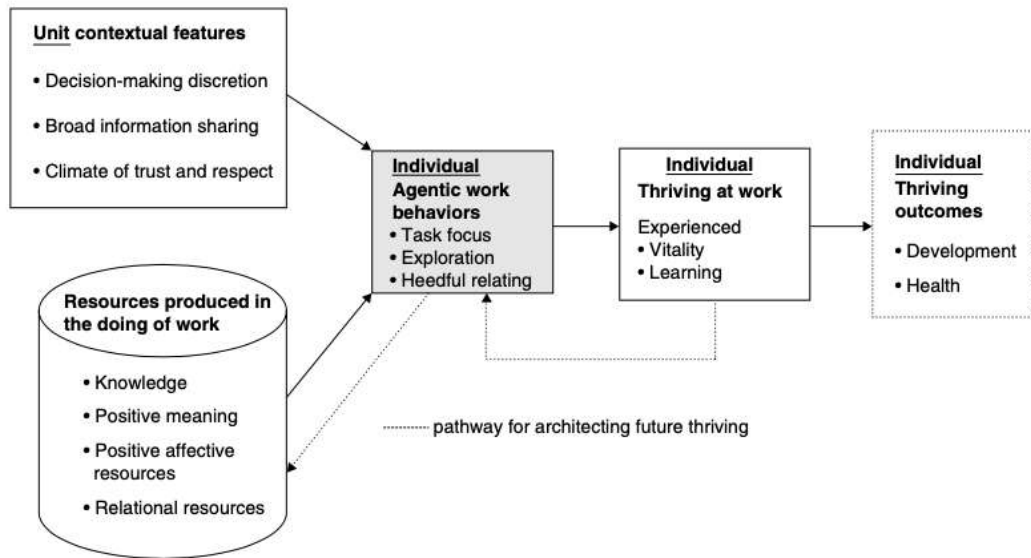 Unit contextual features
• Decision-making discretion
• Broad information sharing
• Climate of trust and respect
Resources produced in
the doing of work
• Knowledge
• Positive meaning
• Positive affective
resources
• Relational resources
Individual
Agentic work
behaviors
• Task focus
• Exploration
• Heedful relating
Individual
Thriving at work
Experienced
• Vitality
• Learning
Individual
Thriving
outcomes
• Development
• Health
pathway for architecting future thriving